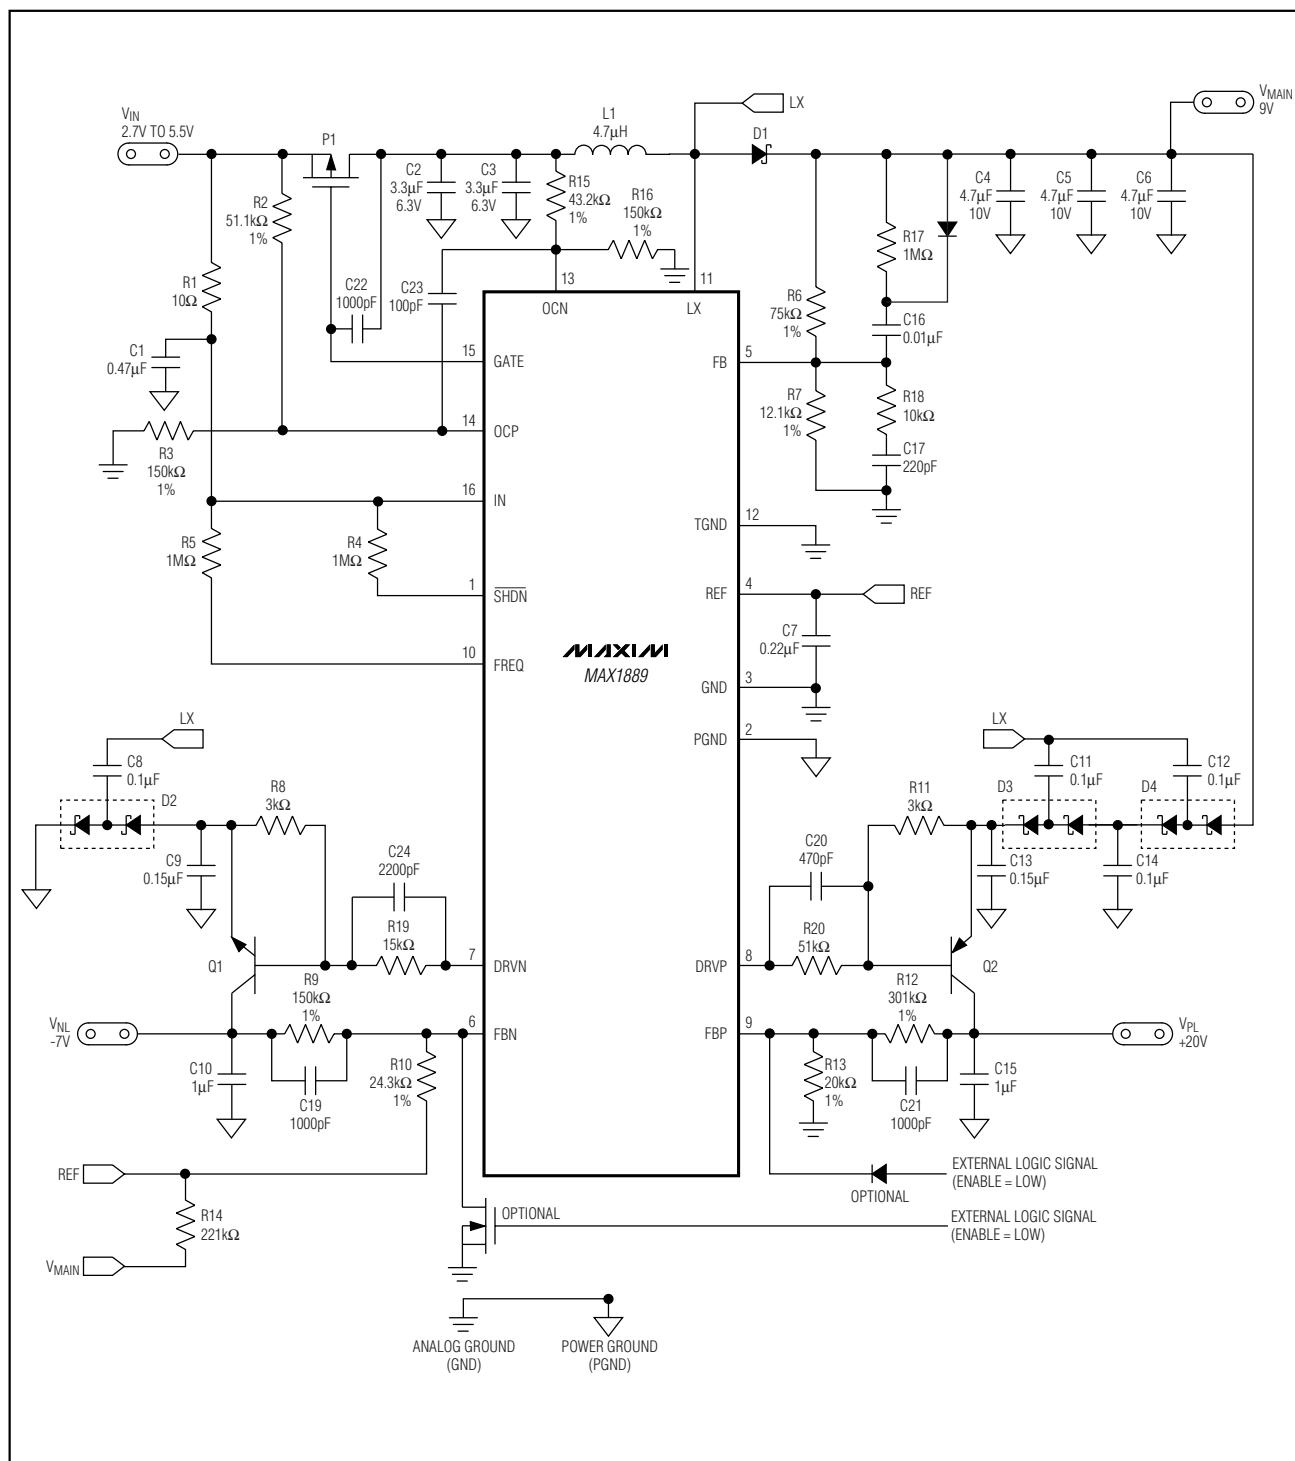 VIN
2.7V TO 5.5V
P1
L1
4.7µH
LX
D1
VMAIN
9V
R2
51.1kΩ
1%
C2
3.3µF
6.3V
C3
3.3µF
6.3V
R15
43.2kΩ
1%
R16
150kΩ
1%
C4
4.7µF
10V
C5
4.7µF
10V
C6
4.7µF
10V
R17
1MΩ
R1
10Ω
C22
1000pF
C23
100pF
13
OCN
11
LX
R6
75kΩ
1%
C16
0.01µF
C1
0.47µF
15
GATE
FB
5
R7
12.1kΩ
1%
R18
10kΩ
C17
220pF
R3
150kΩ
1%
14
OCP
16
IN
TGND
12
R5
1MΩ
R4
1MΩ
1
SHDN
REF
4
REF
C7
0.22µF
10
FREQ
MAXIM
MAX1889
GND
3
PGND
2
LX
C8
0.1µF
D2
R8
3kΩ
C9
0.15µF
C24
2200pF
R19
15kΩ
7
DRVN
Q1
LX
C11
0.1µF
C12
0.1µF
D3
D4
R11
3kΩ
C20
470pF
C13
0.15µF
C14
0.1µF
R20
51kΩ
DRVP
8
Q2
VNL
-7V
R9
150kΩ
1%
6
FBN
C10
1µF
C19
1000pF
R10
24.3kΩ
1%
FBP
9
R12
301kΩ
1%
VPL
+20V
R13
20kΩ
1%
C21
1000pF
C15
1µF
REF
R14
221kΩ
VMAIN
OPTIONAL
EXTERNAL LOGIC SIGNAL
(ENABLE = LOW)
OPTIONAL
EXTERNAL LOGIC SIGNAL
(ENABLE = LOW)
ANALOG GROUND
(GND)
POWER GROUND
(PGND)